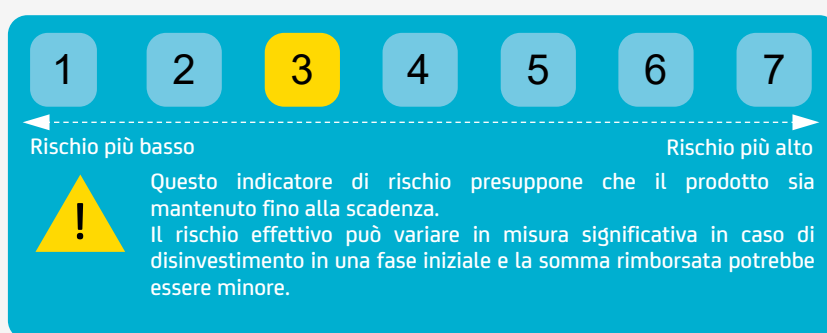 1 2 3 4 5 6 7
Rischio più basso Rischio più alto
!
Questo indicatore di rischio presuppone che il prodotto sia
mantenuto fino alla scadenza.
Il rischio effettivo può variare in misura significativa in caso di
disinvestimento in una fase iniziale e la somma rimborsata potrebbe
essere minore.